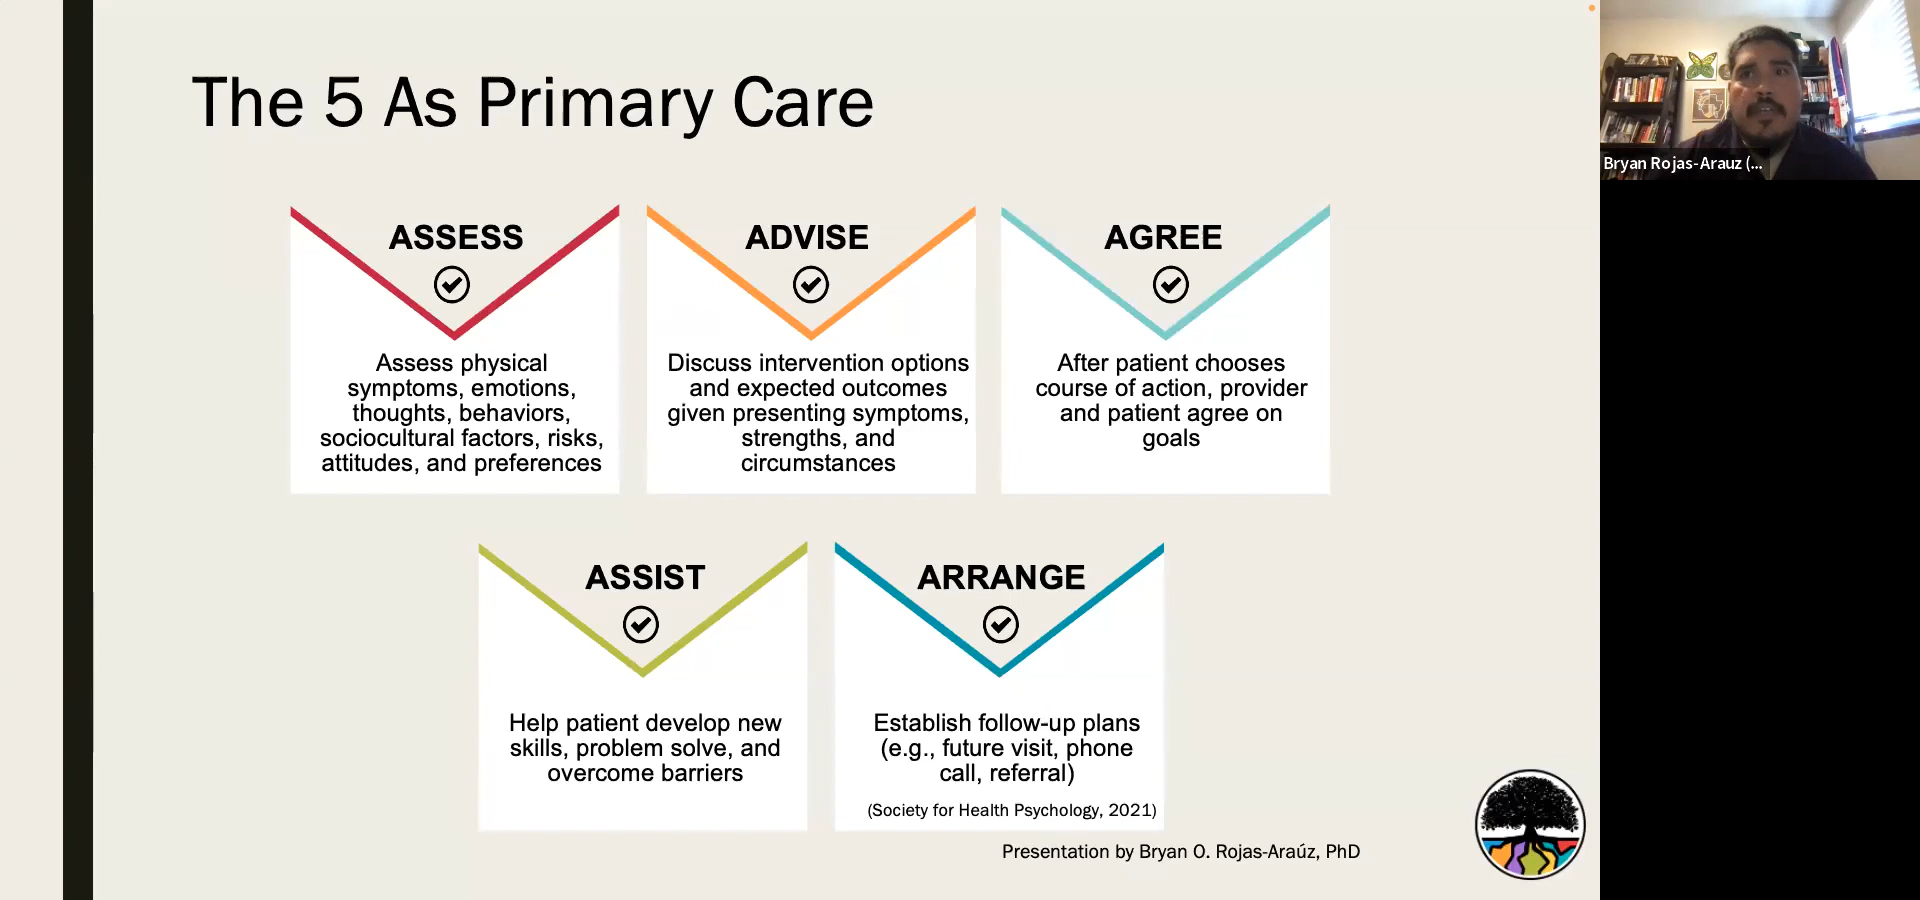 The 5 As Primary Care
Bryan Rojas-Arauz (...
ASSESS
Assess physical
symptoms, emotions,
thoughts, behaviors,
sociocultural factors, risks,
attitudes, and preferences
ADVISE
Discuss intervention options
and expected outcomes
given presenting symptoms,
strengths, and
circumstances
AGREE
After patient chooses
course of action, provider
and patient agree on
goals
ASSIST
Help patient develop new
skills, problem solve, and
overcome barriers
ARRANGE
Establish follow-up plans
(e.g., future visit, phone
call, referral)
(Society for Health Psychology, 2021)
Presentation by Bryan O. Rojas-Araúz, PhD